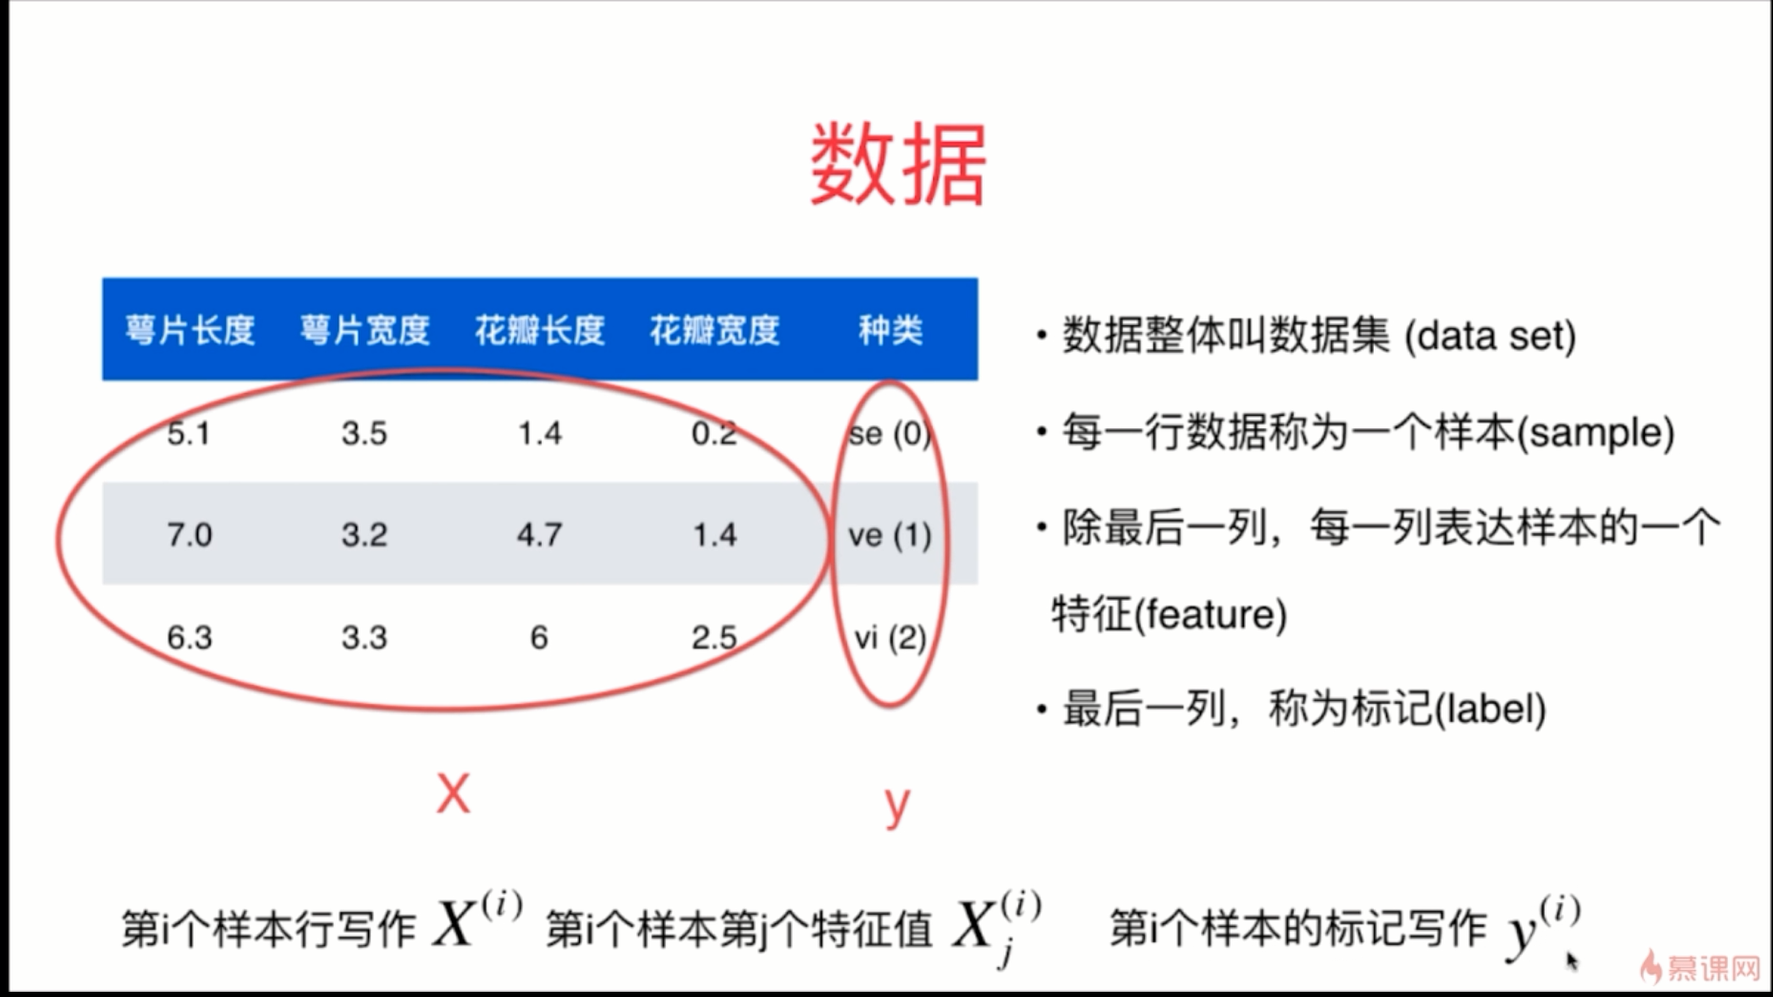 数据
萼片长度 萼片宽度 花瓣长度 花瓣宽度 种类
5.1 3.5 1.4 0.2 se (0)
7.0 3.2 4.7 1.4 ve (1)
6.3 3.3 6 2.5 vi (2)
X y
• 数据整体叫数据集 (data set)
• 每一行数据称为一个样本(sample)
• 除最后一列，每一列表达样本的一个
特征(feature)
• 最后一列，称为标记(label)
第i个样本行写作 X^(i) 第i个样本第j个特征值 X_j^(i) 第i个样本的标记写作 y^(i)
慕课网